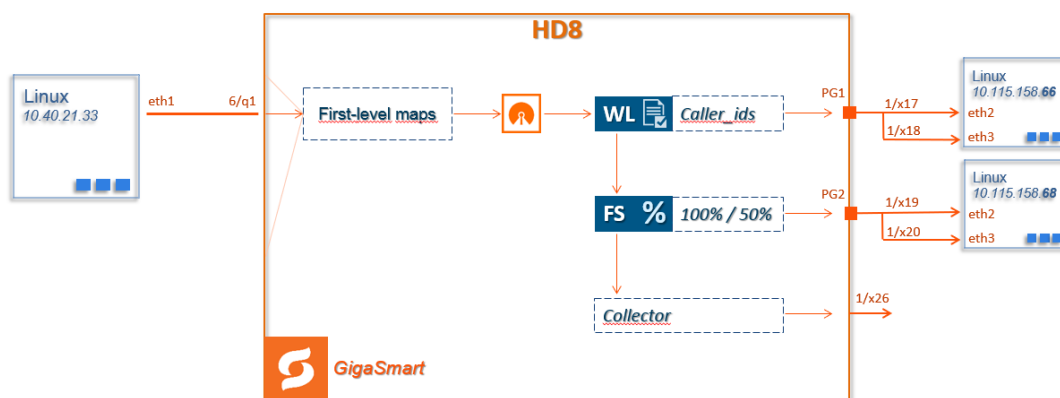 HD8
Linux
10.40.21.33
eth1
6/q1
First-level maps
WL
Caller_ids
PG1
1/x17
1/x18
Linux
10.115.158.66
eth2
eth3
FS %
100% / 50%
PG2
1/x19
1/x20
Linux
10.115.158.68
eth2
eth3
Collector
1/x26
GigaSmart